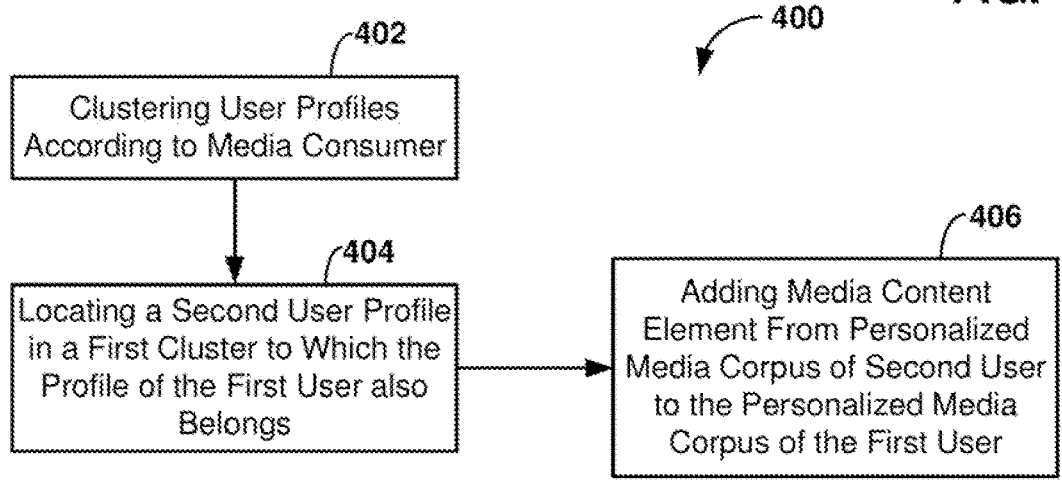 400
402
Clustering User Profiles
According to Media Consumer
404
Locating a Second User Profile
in a First Cluster to Which the
Profile of the First User also
Belongs
406
Adding Media Content
Element From Personalized
Media Corpus of Second User
to the Personalized Media
Corpus of the First User